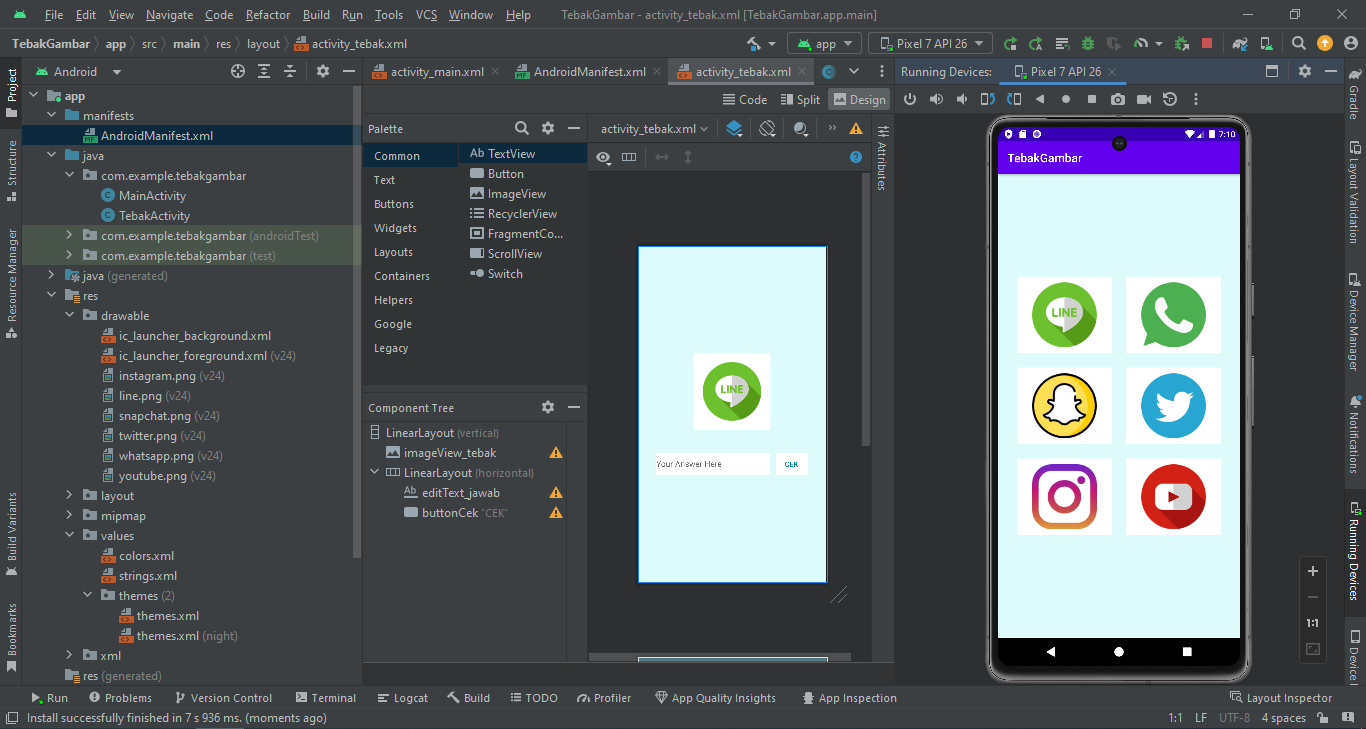 File Edit View Navigate Code Refactor Build Run Tools VCS Window Help TebakGambar - activity_tebak.xml [TebakGambar.app.main]
TebakGambar app src main res layout activity_tebak.xml app Pixel 7 API 26
Project
Structure
Resource Manager
Build Variants
Bookmarks
Android
app
manifests
AndroidManifest.xml
java
com.example.tebakgambar
MainActivity
TebakActivity
com.example.tebakgambar (androidTest)
com.example.tebakgambar (test)
java (generated)
res
drawable
ic_launcher_background.xml
ic_launcher_foreground.xml (v24)
instagram.png (v24)
line.png (v24)
snapchat.png (v24)
twitter.png (v24)
whatsapp.png (v24)
youtube.png (v24)
layout
mipmap
values
colors.xml
strings.xml
themes (2)
themes.xml
themes.xml (night)
xml
res (generated)
activity_main.xml AndroidManifest.xml activity_tebak.xml
Code Split Design
Palette
Common
Text
Buttons
Widgets
Layouts
Containers
Helpers
Google
Legacy
Ab TextView
Button
ImageView
RecyclerView
FragmentCo...
ScrollView
Switch
Component Tree
LinearLayout (vertical)
imageView_tebak
LinearLayout (horizontal)
Ab editText_jawab
buttonCek "CEK"
activity_tebak.xml
Attributes
LINE
Your Answer Here CEK
Running Devices: Pixel 7 API 26
7:10
TebakGambar
LINE
1:1
Gradle
Layout Validation
Device Manager
Notifications
Running Devices
Run Problems Version Control Terminal Logcat Build TODO Profiler App Quality Insights App Inspection Layout Inspector
Install successfully finished in 7 s 936 ms. (moments ago) 1:1 LF UTF-8 4 spaces